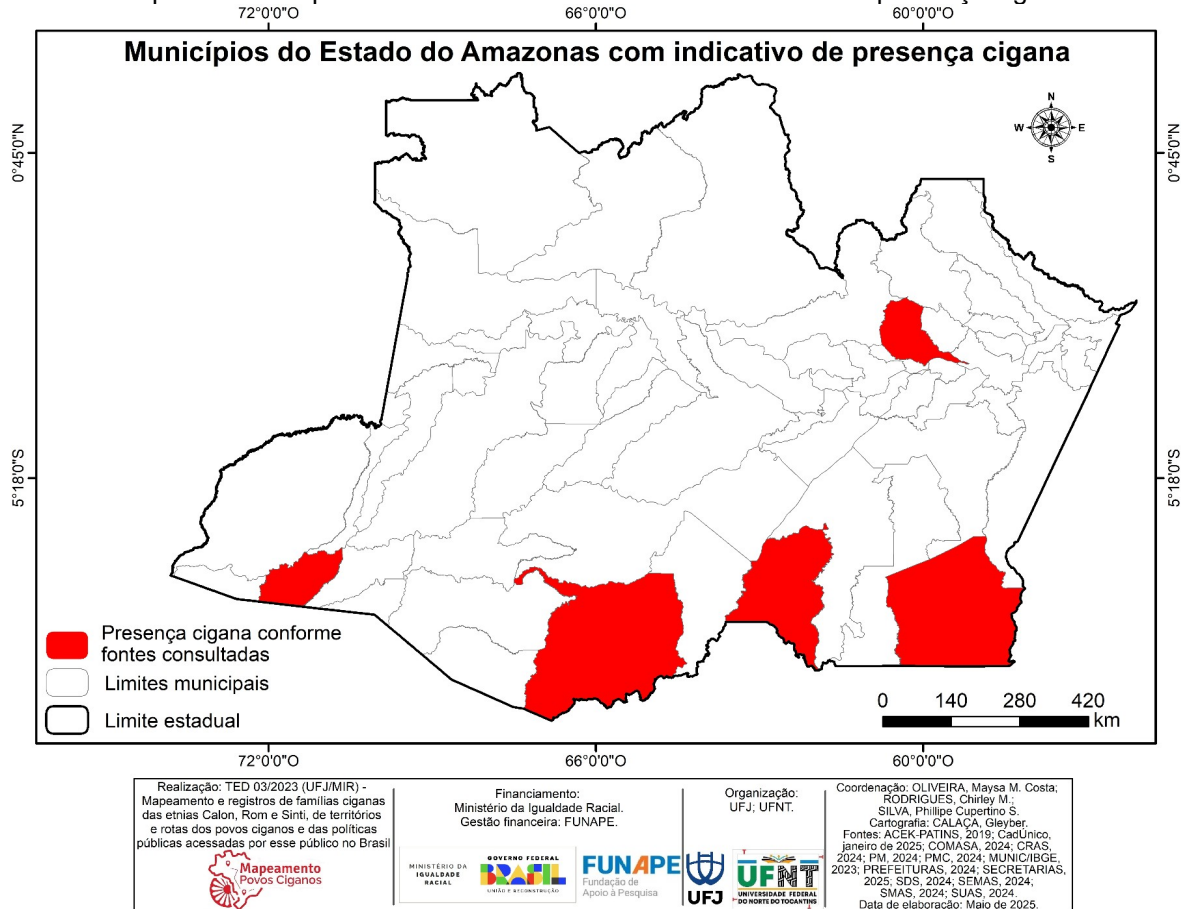 72°0'0"O
66°0'0"O
60°0'0"O
Municípios do Estado do Amazonas com indicativo de presença cigana
N
W
E
S
0°45'0"N
0°45'0"N
5°18'0"S
5°18'0"S
Presença cigana conforme
fontes consultadas
Limites municipais
Limite estadual
0 140 280 420
km
72°0'0"O
66°0'0"O
60°0'0"O
Realização: TED 03/2023 (UFJ/MIR) -
Mapeamento e registros de famílias ciganas
das etnias Calon, Rom e Sinti, de territórios
e rotas dos povos ciganos e das políticas
públicas acessadas por esse público no Brasil
Mapeamento
Povos Ciganos
Financiamento:
Ministério da Igualdade Racial.
Gestão financeira: FUNAPE.
MINISTÉRIO DA
IGUALDADE
RACIAL
GOVERNO FEDERAL
BRASIL
UNIÃO E RECONSTRUÇÃO
FUNAPE
Fundação de
Apoio à Pesquisa
Organização:
UFJ; UFNT.
UFJ
UFNT
UNIVERSIDADE FEDERAL
DO NORTE DO TOCANTINS
Coordenação: OLIVEIRA, Maysa M. Costa;
RODRIGUES, Chirley M.;
SILVA, Phillipe Cupertino S.
Cartografia: CALAÇA, Gleyber.
Fontes: ACEK-PATINS, 2019; CadÚnico,
janeiro de 2025; COMASA, 2024; CRAS,
2024; PM, 2024; PMC, 2024; MUNIC/IBGE,
2023; PREFEITURAS, 2024; SECRETARIAS,
2025; SDS, 2024; SEMAS, 2024;
SMAS, 2024; SUAS, 2024.
Data de elaboração: Maio de 2025.